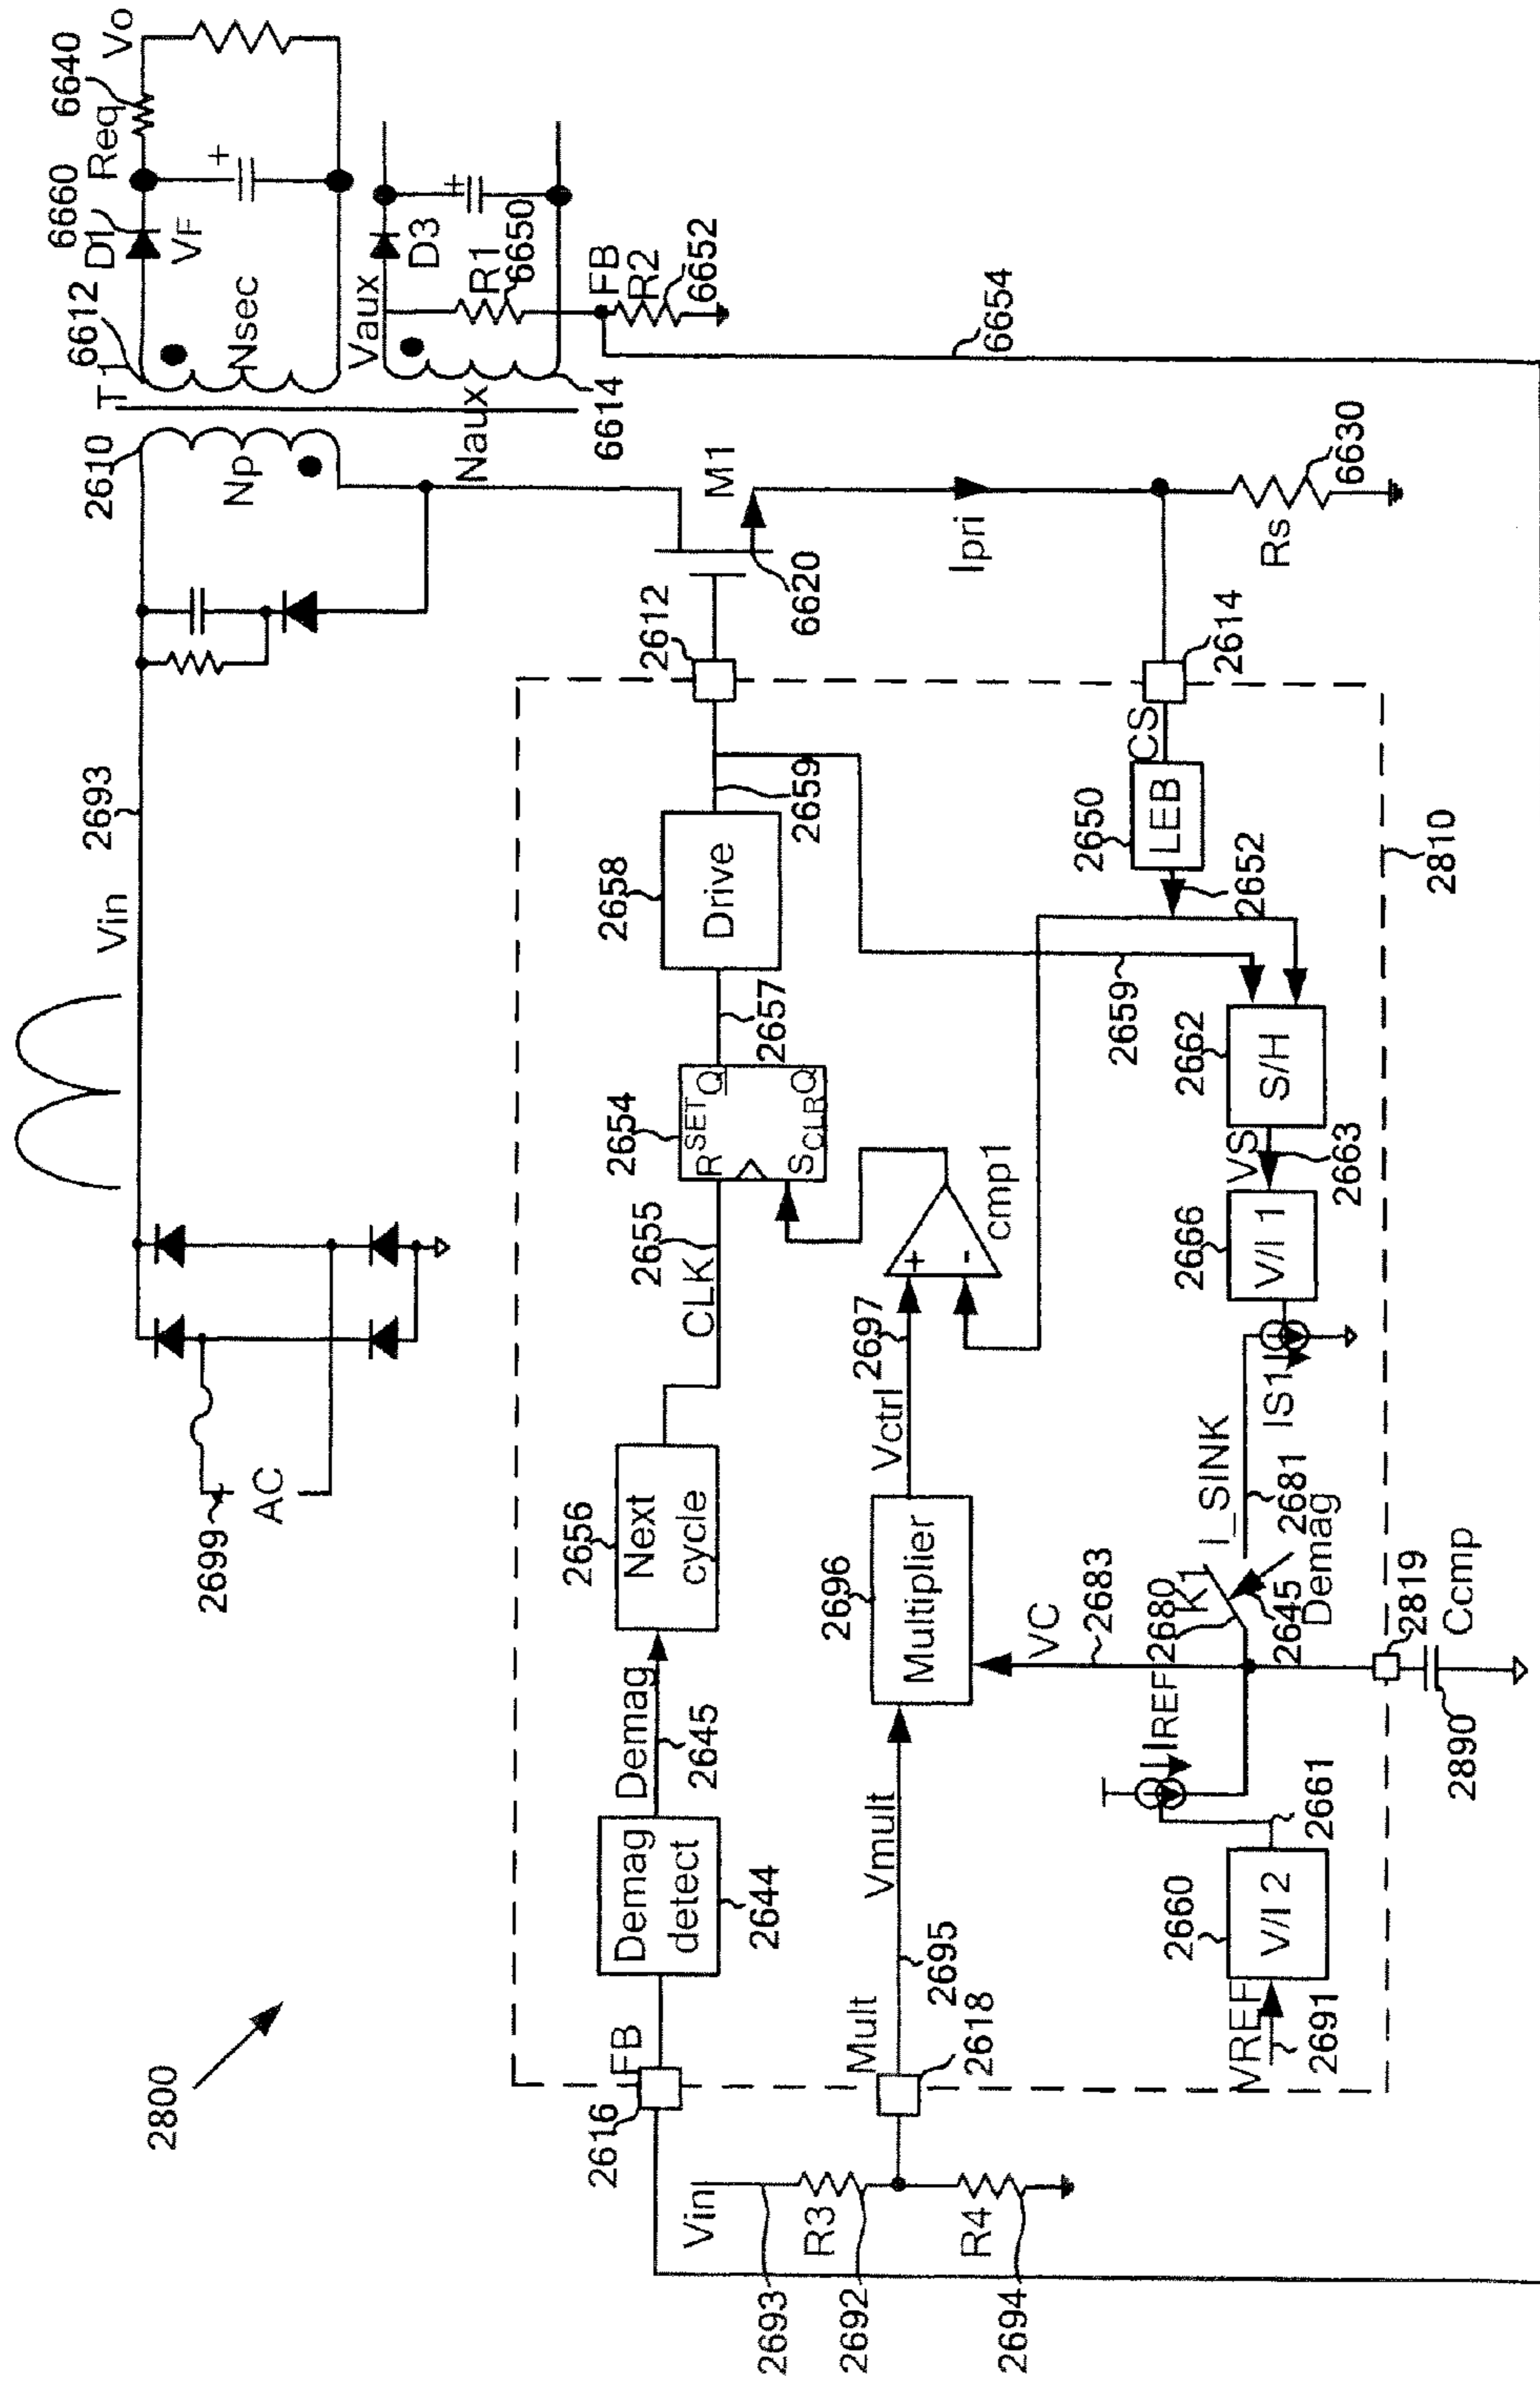 2800
2699
AC
Vin
2693
2610
T1
6612
6660
6640
Np
Nsec
D1
VF
Req
Vo
Naux
6614
Vaux
D3
R1
6650
FB
R2
6652
6654
2616
FB
Demag
detect
2644
Demag
2645
2656
Next
cycle
CLK
2655
2654
R
SET
Q
S
CLR
Q
2657
2658
Drive
2659
2612
6620
M1
Ipri
Rs
6630
Vin
2693
R3
2692
R4
2694
Mult
2618
2695
Vmult
2696
Multiplier
Vctrl
2697
+
-
cmp1
2659
2650
LEB
2652
CS
2614
VREF
2691
2660
V/I 2
2661
IREF
VC
2683
2680
K1
2645
Demag
I_SINK
2681
IS1
2666
V/I 1
VS
2663
2662
S/H
2810
2819
2890
Ccmp
+
+